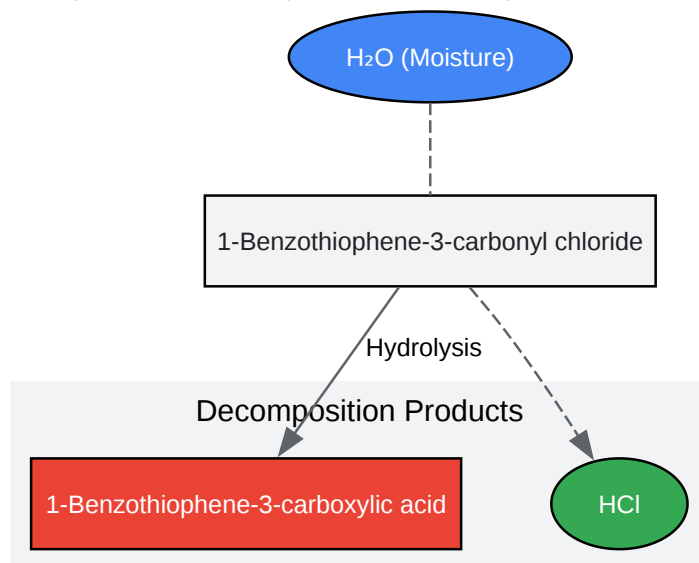 H₂O (Moisture)
1-Benzothiophene-3-carbonyl chloride
Hydrolysis
Decomposition Products
1-Benzothiophene-3-carboxylic acid
HCl